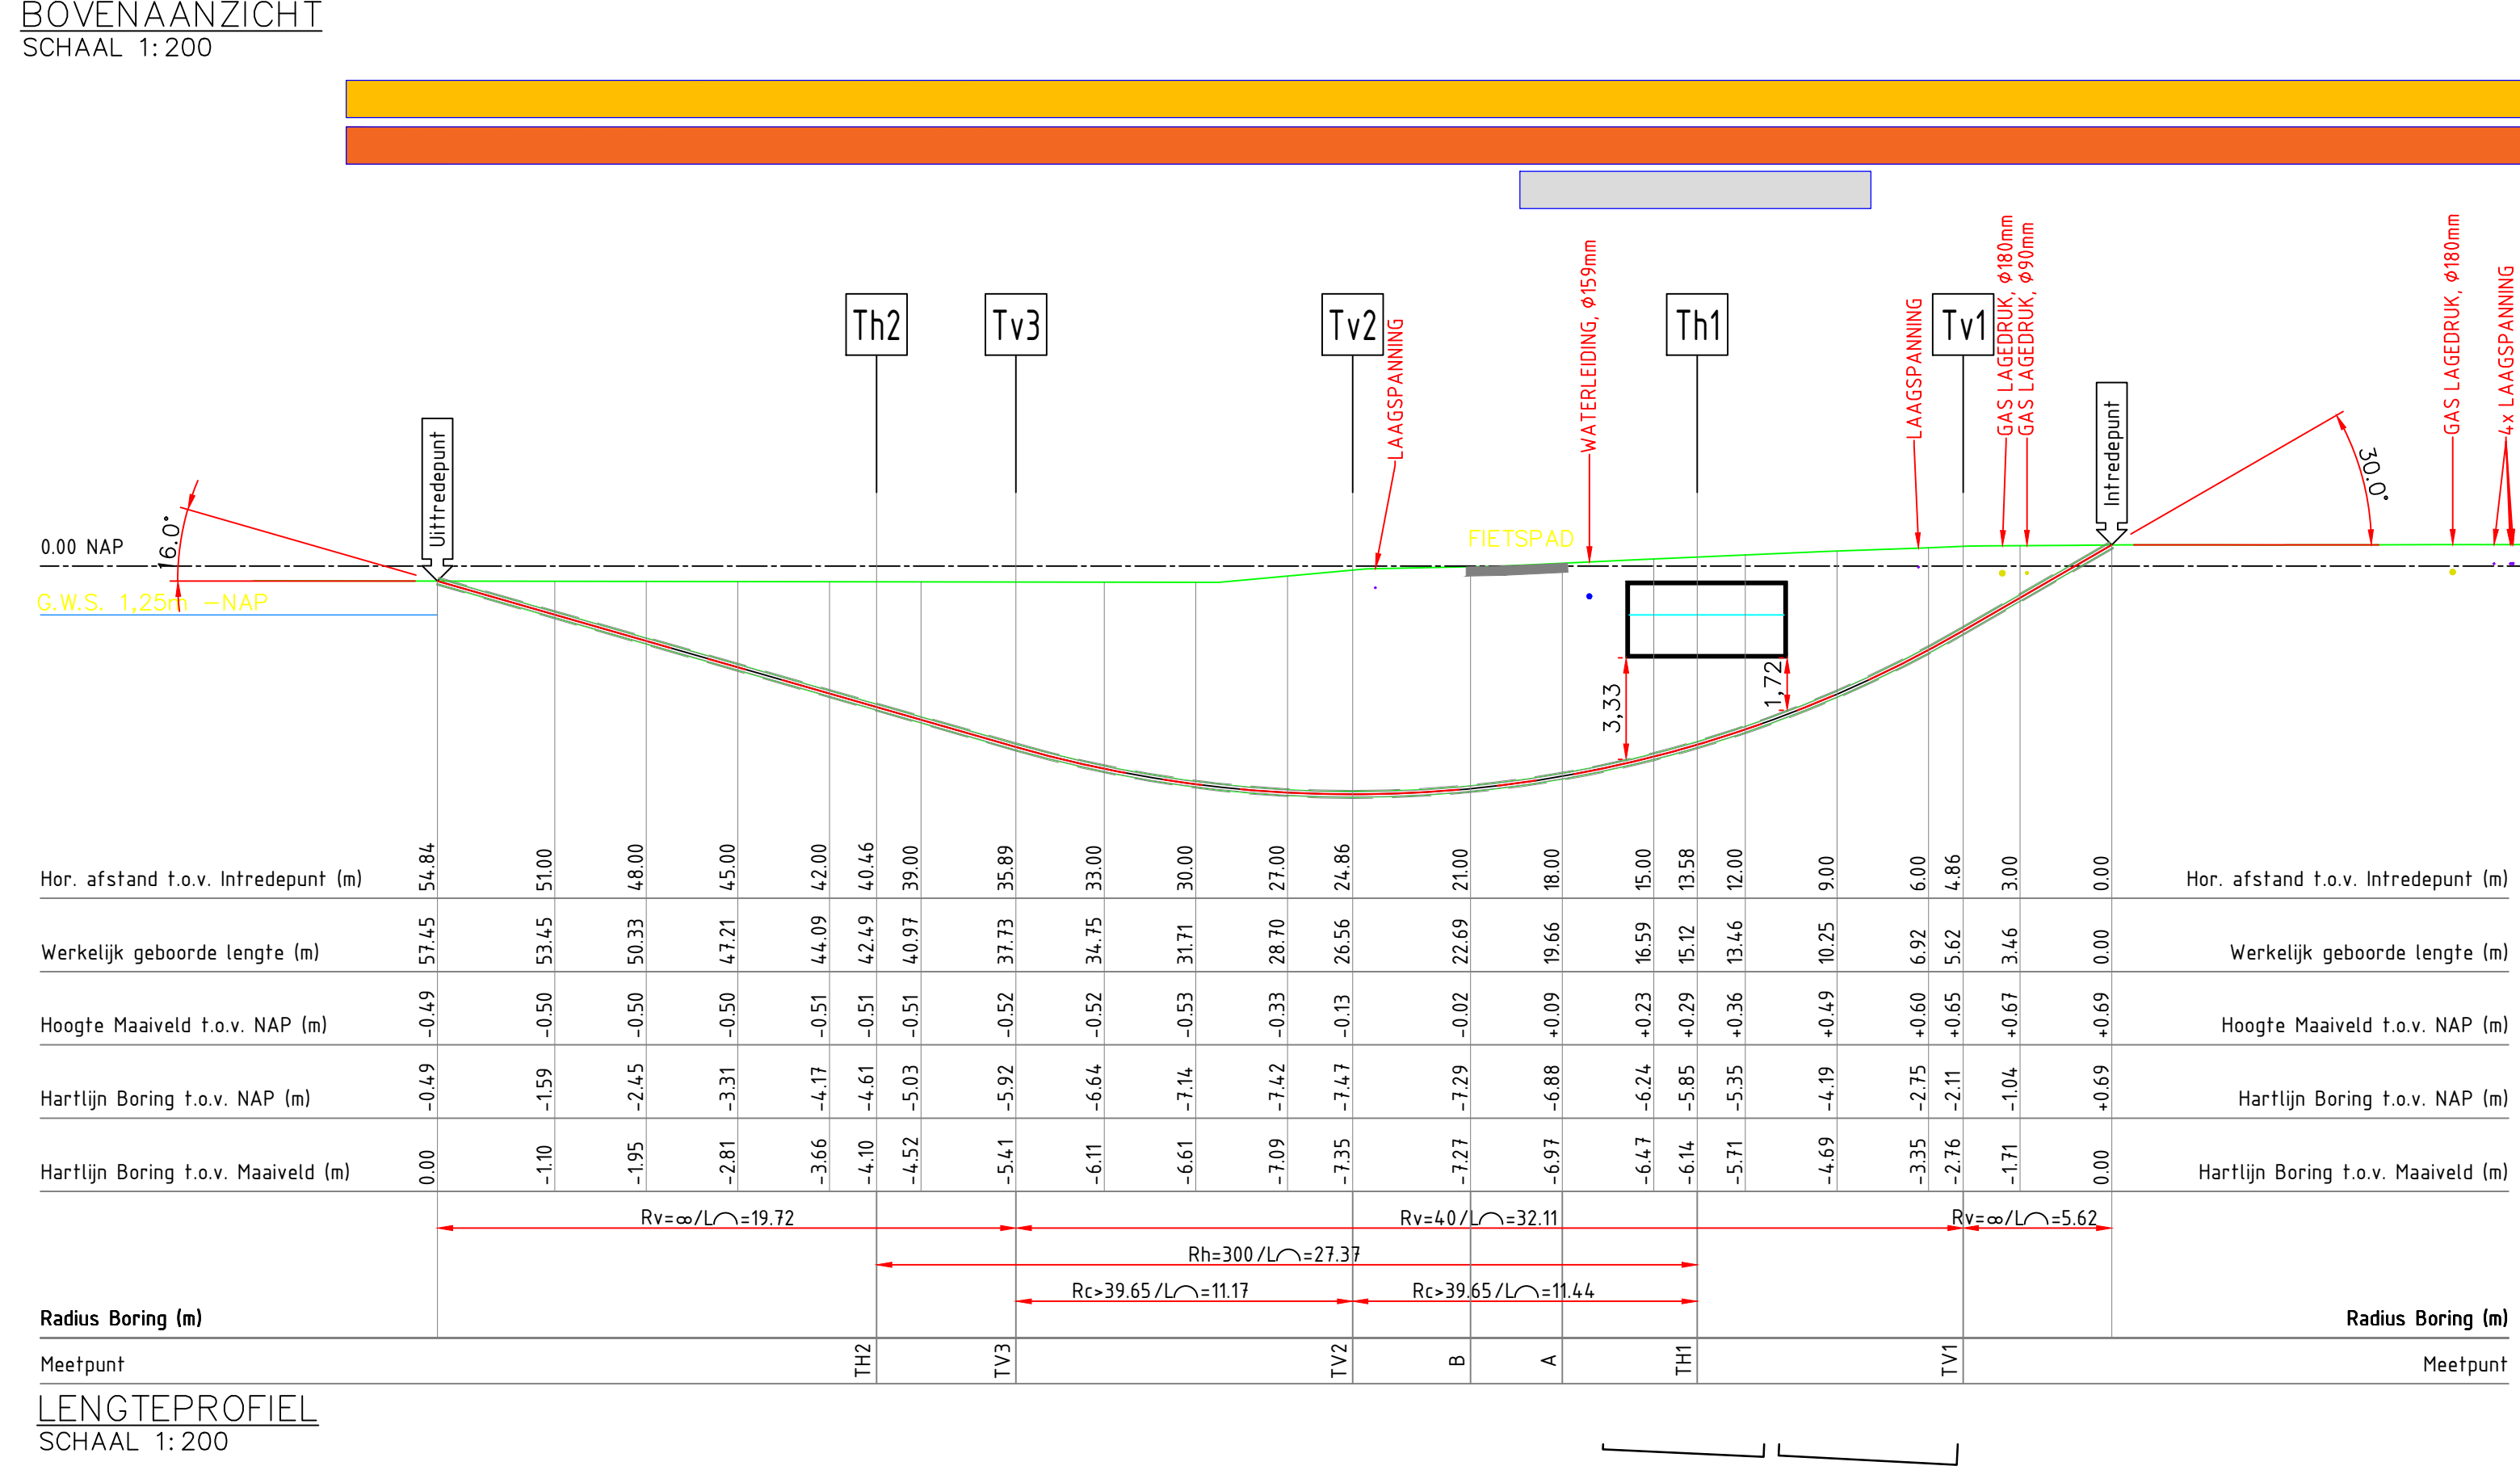 BOVENAANZICHT
SCHAAL 1:200
LAAGSPANNING
WATERLEIDING, ø159mm
LAAGSPANNING
GAS LAGEDRUK, ø180mm
GAS LAGEDRUK, ø90mm
GAS LAGEDRUK, ø180mm
4x LAAGSPANNING
Th2
Tv3
Tv2
Th1
Tv1
Uittredepunt
Intredepunt
16.0°
30.0°
0.00 NAP
FIETSPAD
G.W.S. 1,25m -NAP
3,33
1,72
Hor. afstand t.o.v. Intredepunt (m) 54.84 51.00 48.00 45.00 42.00 40.46 39.00 35.89 33.00 30.00 27.00 24.86 21.00 18.00 15.00 13.58 12.00 9.00 6.00 4.86 3.00 0.00 Hor. afstand t.o.v. Intredepunt (m)
Werkelijk geboorde lengte (m) 57.45 53.45 50.33 47.21 44.09 42.49 40.97 37.73 34.75 31.71 28.70 26.56 22.69 19.66 16.59 15.12 13.46 10.25 6.92 5.62 3.46 0.00 Werkelijk geboorde lengte (m)
Hoogte Maaiveld t.o.v. NAP (m) -0.49 -0.50 -0.50 -0.50 -0.51 -0.51 -0.51 -0.52 -0.52 -0.53 -0.33 -0.13 -0.02 +0.09 +0.23 +0.29 +0.36 +0.49 +0.60 +0.65 +0.67 +0.69 Hoogte Maaiveld t.o.v. NAP (m)
Hartlijn Boring t.o.v. NAP (m) -0.49 -1.59 -2.45 -3.31 -4.17 -4.61 -5.03 -5.92 -6.64 -7.14 -7.42 -7.47 -7.29 -6.88 -6.24 -5.85 -5.35 -4.19 -2.75 -2.11 -1.04 +0.69 Hartlijn Boring t.o.v. NAP (m)
Hartlijn Boring t.o.v. Maaiveld (m) 0.00 -1.10 -1.95 -2.81 -3.66 -4.10 -4.52 -5.41 -6.11 -6.61 -7.09 -7.35 -7.27 -6.97 -6.47 -6.14 -5.71 -4.69 -3.35 -2.76 -1.71 0.00 Hartlijn Boring t.o.v. Maaiveld (m)
Rv=∞/L⌒=19.72 Rv=40/L⌒=32.11 Rv=∞/L⌒=5.62
Rh=300/L⌒=27.37
Rc>39.65/L⌒=11.17 Rc>39.65/L⌒=11.44
Radius Boring (m) Radius Boring (m)
Meetpunt TH2 TV3 TV2 B A TH1 TV1 Meetpunt
LENGTEPROFIEL
SCHAAL 1:200